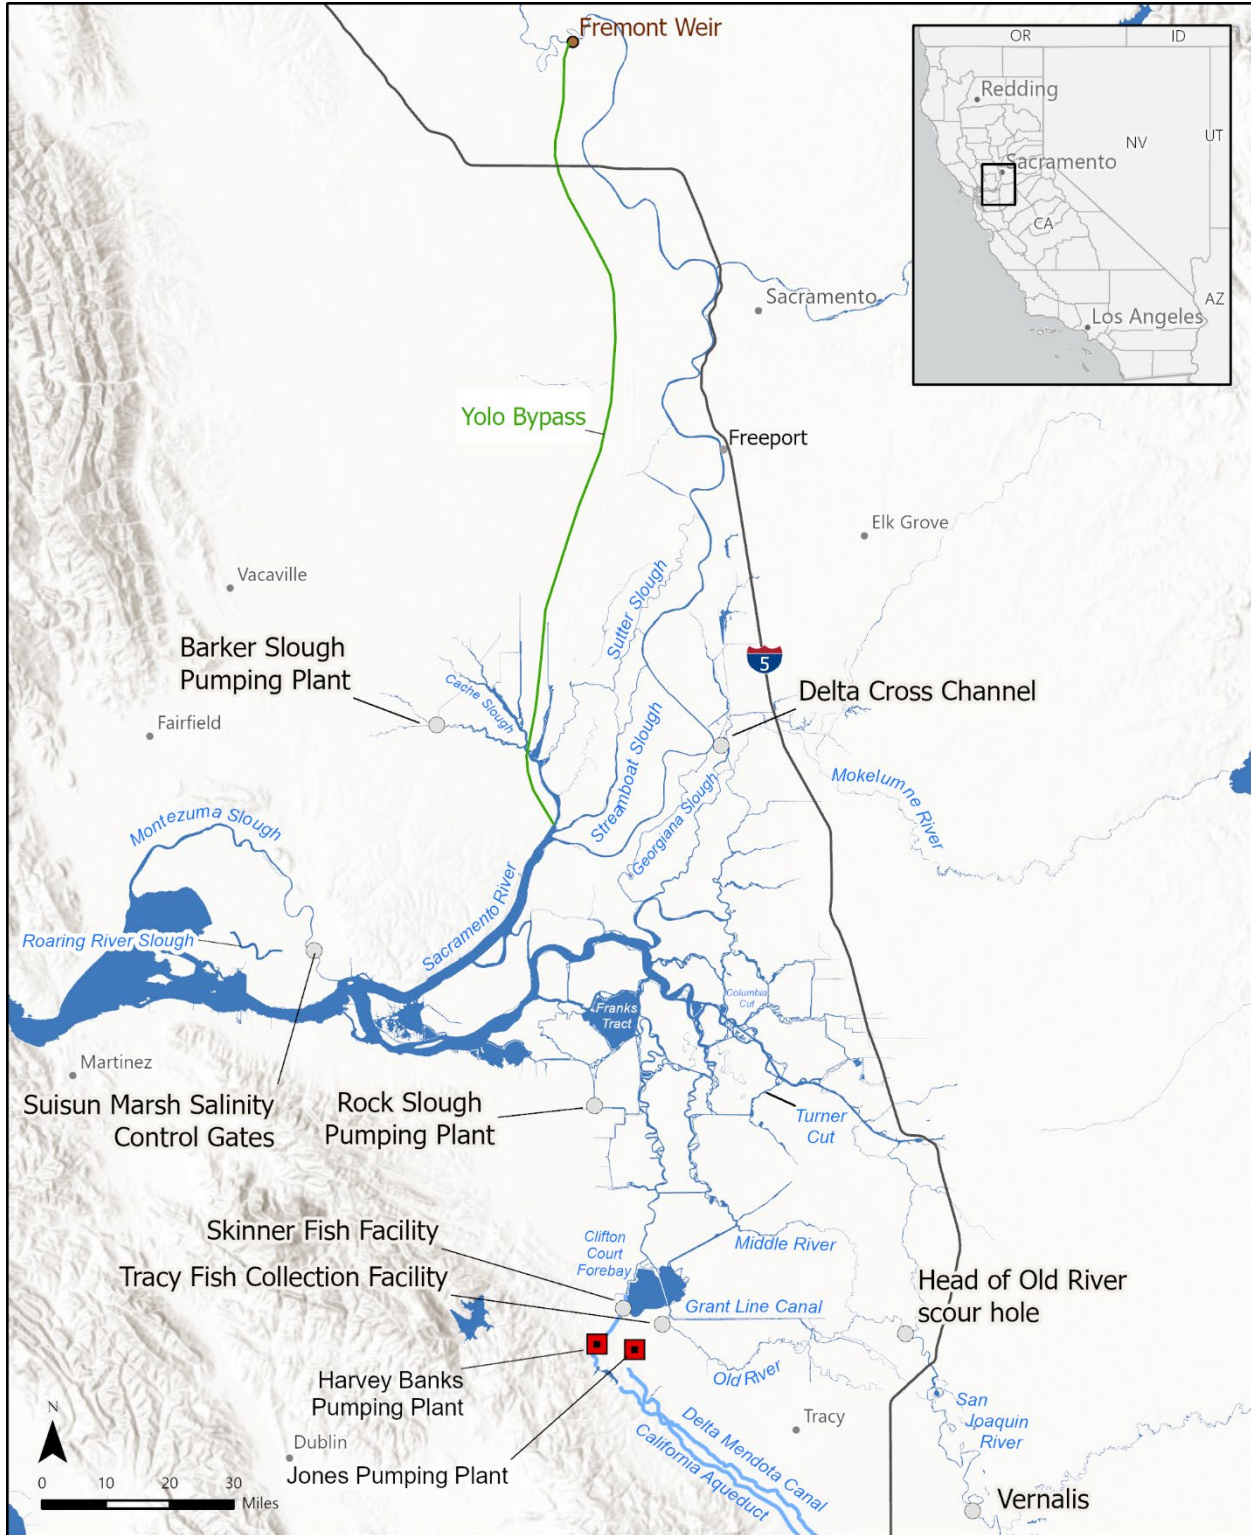 Fremont Weir
OR
ID
Redding
NV
UT
Sacramento
CA
AZ
Los Angeles
Sacramento
Yolo Bypass
Freeport
Elk Grove
Vacaville
Sutter Slough
Barker Slough
Pumping Plant
5
Cache Slough
Delta Cross Channel
Fairfield
Streamboat Slough
Mokelumne
River
Montezuma Slough
Georgiana Slough
Sacramento River
Roaring River Slough
Columbia
Cut
Franks
Tract
Martinez
Suisun Marsh Salinity
Control Gates
Rock Slough
Pumping Plant
Turner
Cut
Skinner Fish Facility
Clifton
Court
Forebay
Middle River
Tracy Fish Collection Facility
Head of Old River
scour hole
Grant Line Canal
Harvey Banks
Pumping Plant
Old River
San
Joaquin
River
Tracy
Delta Mendota Canal
California Aqueduct
N
Dublin
Jones Pumping Plant
0 10 20 30
Miles
Vernalis